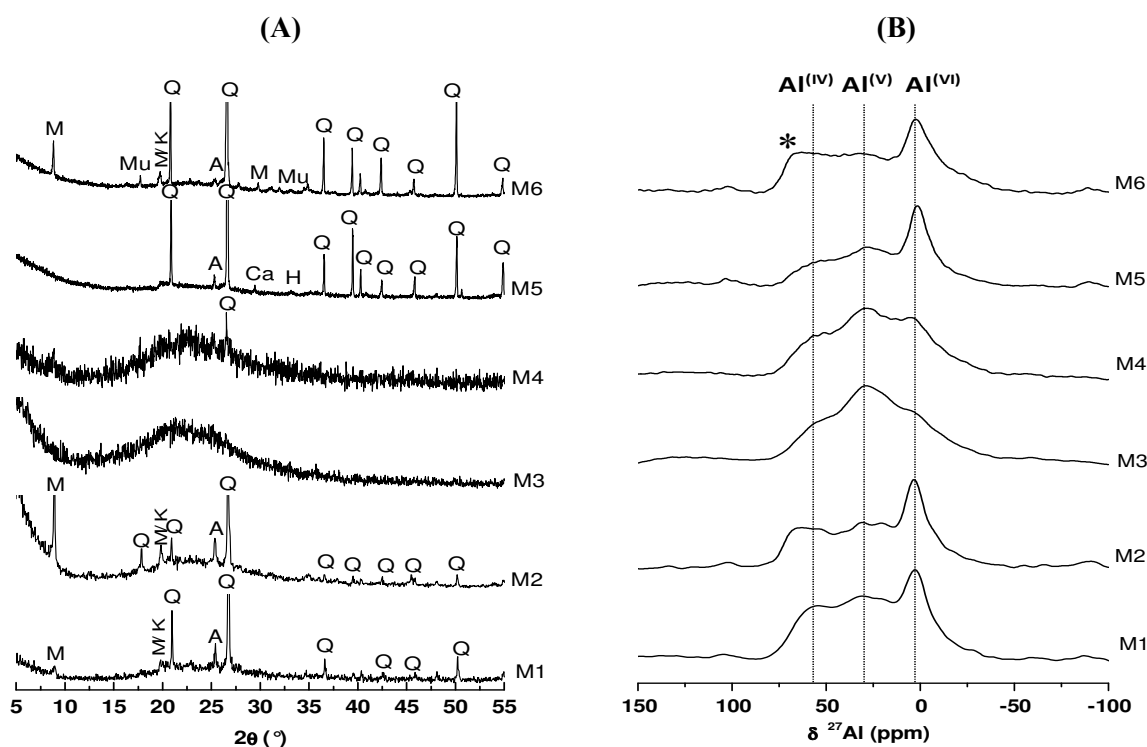 (A)
Q
Q
M
Mu
M/K
A
M
Mu
Q
Q
Q
Q
Q
Q
M6
Q
Q
A
Ca
H
Q
Q
Q
Q
Q
Q
Q
M5
Q
M4
M3
M
Q
M/K
Q
A
Q
Q
Q
Q
Q
Q
M2
M
M/K
Q
A
Q
Q
Q
Q
Q
M1
5 10 15 20 25 30 35 40 45 50 55
2θ (°)
(B)
Al(IV) Al(V) Al(VI)
*
M6
M5
M4
M3
M2
M1
150 100 50 0 -50 -100
δ 27Al (ppm)